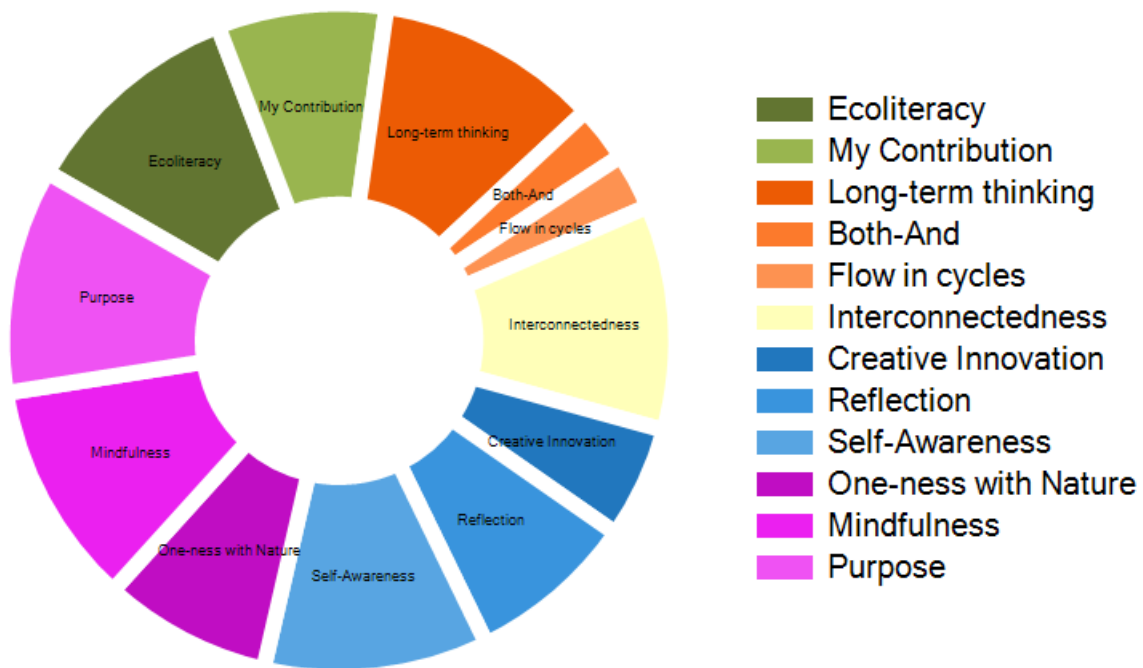 My Contribution
Long-term thinking
Ecoliteracy
Both-And
Flow in cycles
Purpose
Interconnectedness
Mindfulness
Creative Innovation
Reflection
One-ness with Nature
Self-Awareness
Ecoliteracy
My Contribution
Long-term thinking
Both-And
Flow in cycles
Interconnectedness
Creative Innovation
Reflection
Self-Awareness
One-ness with Nature
Mindfulness
Purpose